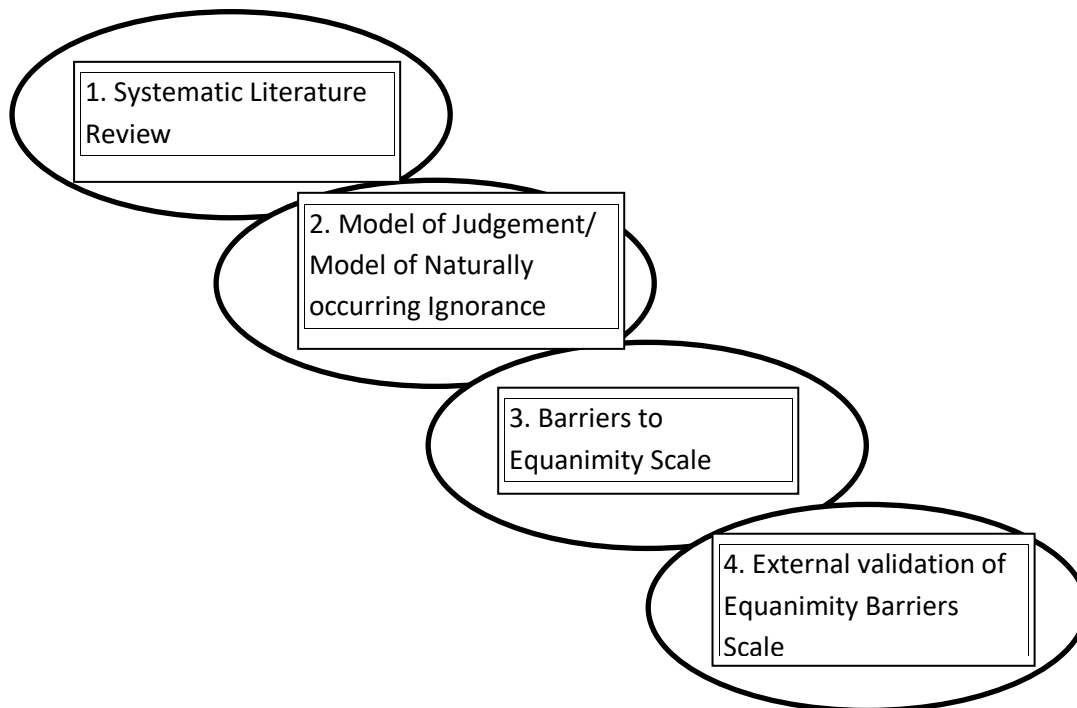 1. Systematic Literature
Review
2. Model of Judgement/
Model of Naturally
occurring Ignorance
3. Barriers to
Equanimity Scale
4. External validation of
Equanimity Barriers
Scale